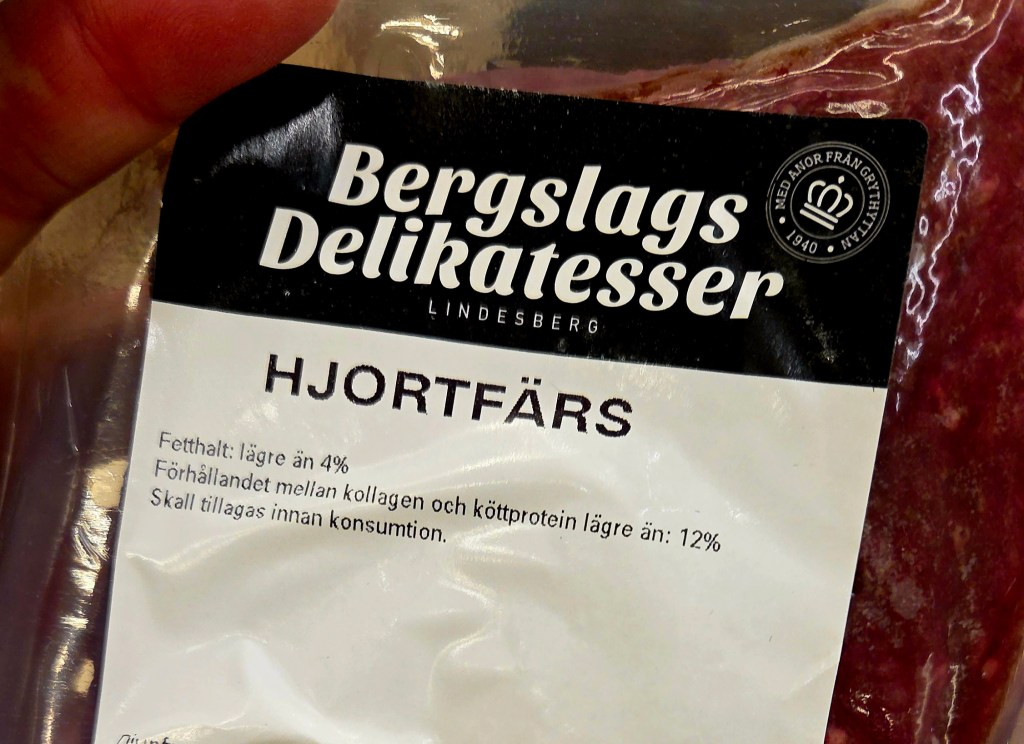 Bergslags
Delikatesser
LINDESBERG
MED ANOR FRÅN GRYTHYTTAN
1940
HJORTFÄRS
Fetthalt: lägre än 4%
Förhållandet mellan kollagen och köttprotein lägre än: 12%
Skall tillagas innan konsumtion.